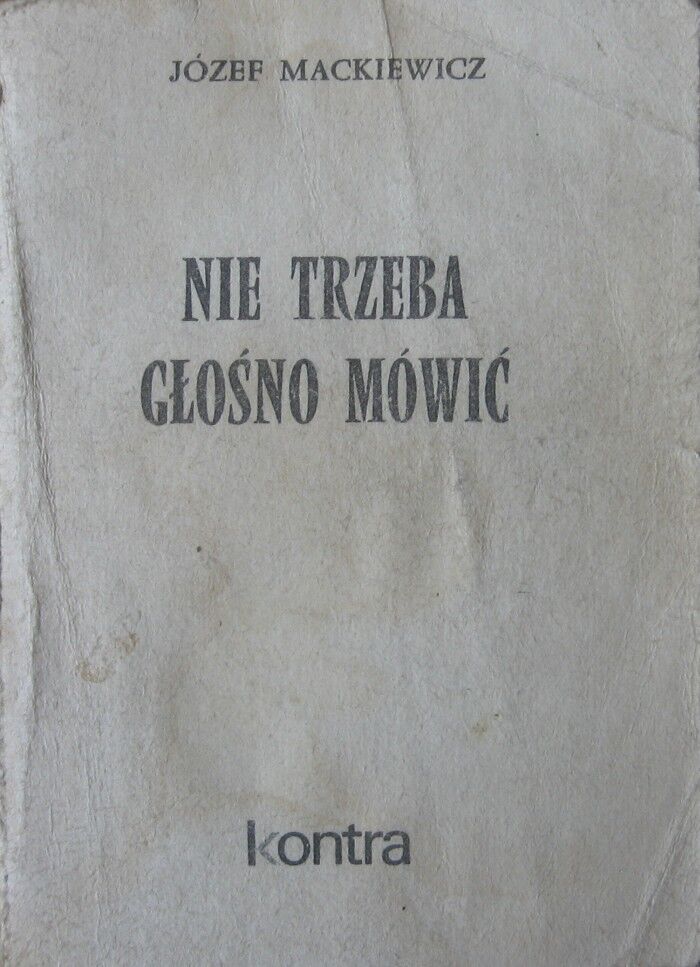 JÓZEF MACKIEWICZ
NIE TRZEBA
GŁOŚNO MÓWIĆ
kontra